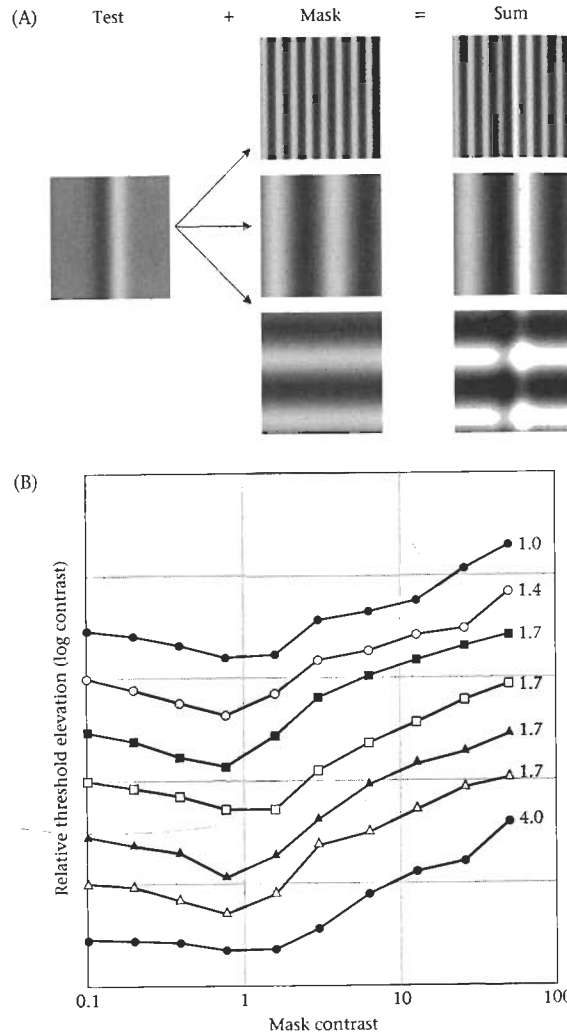 (A) Test + Mask = Sum
(B)
Relative threshold elevation (log contrast)
1.0
1.4
1.7
1.7
1.7
1.7
4.0
0.1 1 10 100
Mask contrast